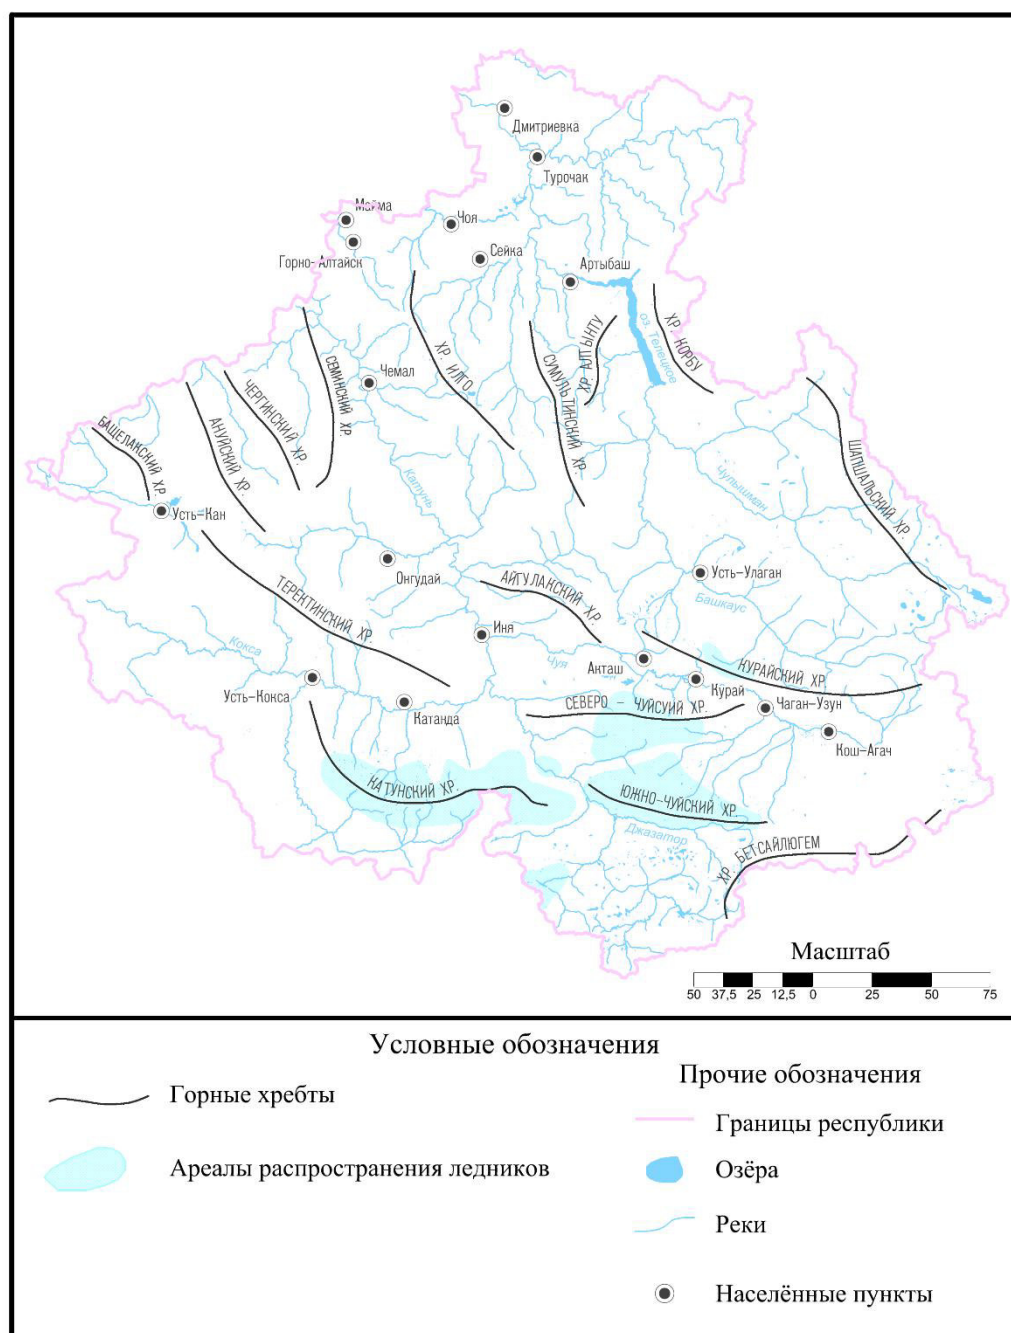 Дмитриевка
Турочак
Майма
Чоя
Сейка
Горно-Алтайск
Артыбаш
оз. Телецкое
ХР. КОРБУ
ХР. АЛТЫНТУ
СУМУЛЬТИНСКИЙ ХР.
ХР. ИЛГО
СЕМИНСКИЙ ХР.
Чемал
ЧЕРГИНСКИЙ ХР.
АНУЙСКИЙ ХР.
БАЩЕЛАКСКИЙ ХР.
ШАПШАЛЬСКИЙ ХР.
Чулышман
Катунь
Усть-Кан
Онгудай
Усть-Улаган
АЙГУЛАКСКИЙ ХР.
Башкаус
ТЕРЕКТИНСКИЙ ХР.
Иня
Кокса
Чуя
Акташ
КУРАЙСКИЙ ХР.
Усть-Кокса
Курай
Катанда
СЕВЕРО - ЧУЙСУИЙ ХР.
Чаган-Узун
Кош-Агач
КАТУНСКИЙ ХР.
ЮЖНО-ЧУЙСКИЙ ХР.
Джазатор
ХР. БЕТСАЙЛЮГЕМ
Масштаб
50 37,5 25 12,5 0 25 50 75
Условные обозначения
Горные хребты
Ареалы распространения ледников
Прочие обозначения
Границы республики
Озёра
Реки
Населённые пункты